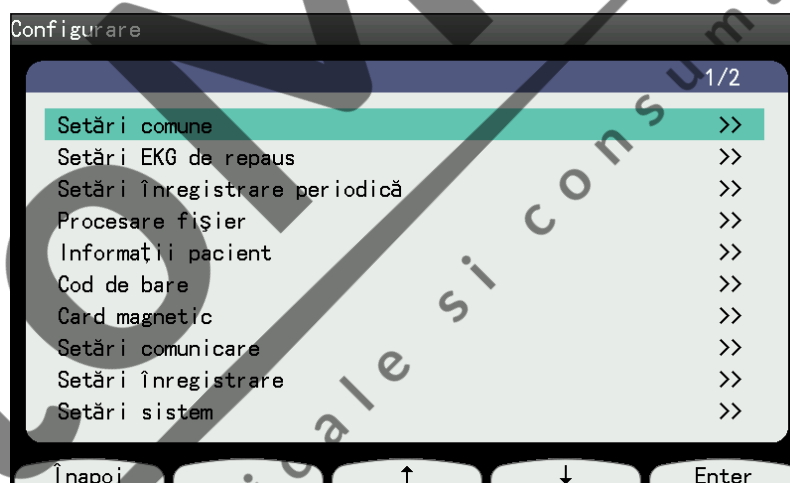 Configurare
1/2
Setări comune >>
Setări EKG de repaus >>
Setări înregistrare periodică >>
Procesare fişier >>
Informaţii pacient >>
Cod de bare >>
Card magnetic >>
Setări comunicare >>
Setări înregistrare >>
Setări sistem >>
Înapoi ↑ ↓ Enter